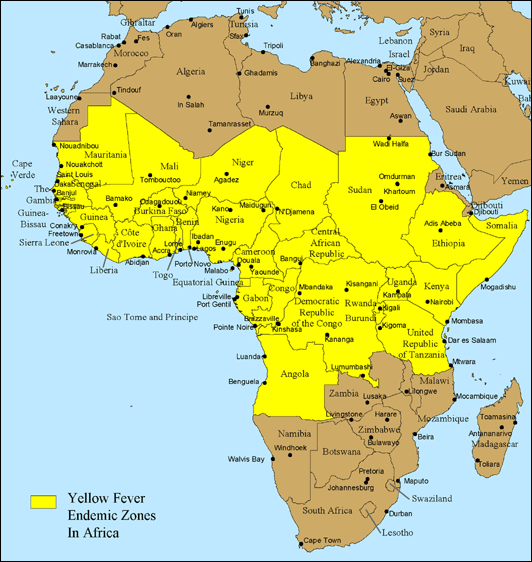 Tunis
Gibraltar
Algiers
Tunisia
Oran
Rabat
Fes
Sfax
Casablanca
Morocco
Tripoli
Lebanon
Syria
Israel
Iraq
Marrakech
Ghadamis
Banghazi
Alexandria
El-Giza
Jordan
Cairo
Suez
Kuwait
Algeria
Tindouf
Laayoune
In Salah
Libya
Egypt
Western
Sahara
Murzuq
Saudi Arabia
Tamanrasset
Aswan
Nouadhibou
Wadi Halfa
Cape
Verde
Mauritania
Mali
Niger
Bur Sudan
Nouakchott
Saint Louis
Tombouctoo
Agadez
Chad
Omdurman
Eritrea
Yemen
Dakar
Senegal
The
Gambia
Banjul
Sudan
Khartoum
Asmara
Bamako
Niamey
Guinea-
Bissau
Bissau
Ouagadougou
Burkina Faso
Kano
Maiduguri
N'Djamena
El Obeid
Djibouti
Djibouti
Guinea
Benin
Nigeria
Somalia
Conakry
Freetown
Sierra Leone
Côte
d'Ivoire
Ghana
Ibadan
Enugu
Central
African
Republic
Adis Abeba
Ethiopia
Monrovia
Lome
Lagos
Cameroon
Liberia
Abidjan
Accra
Porto Novo
Douala
Bangui
Togo
Malabo
Yaounde
Equatorial Guinea
Mogadishu
Congo
Mbandaka
Kisangani
Uganda
Kenya
Libreville
Gabon
Kampala
Port Gentil
Democratic
Republic
of the Congo
Rwanda
Kigali
Nairobi
Sao Tome and Principe
Brazzaville
Burundi
Mombasa
Pointe Noire
Kinshasa
Kigoma
United
Republic
of Tanzania
Kananga
Dar es Salaam
Luanda
Mtwara
Lumumbashi
Angola
Malawi
Benguela
Zambia
Lilongwe
Mocambique
Lusaka
Mozambique
Toamasina
Livingstone
Harare
Antananarivo
Namibia
Zimbabwe
Madagascar
Beira
Windhoek
Bulawayo
Walvis Bay
Botswana
Toliara
Pretoria
Johannesburg
Maputo
Swaziland
South Africa
Durban
Lesotho
Cape Town
Yellow Fever
Endemic Zones
In Africa